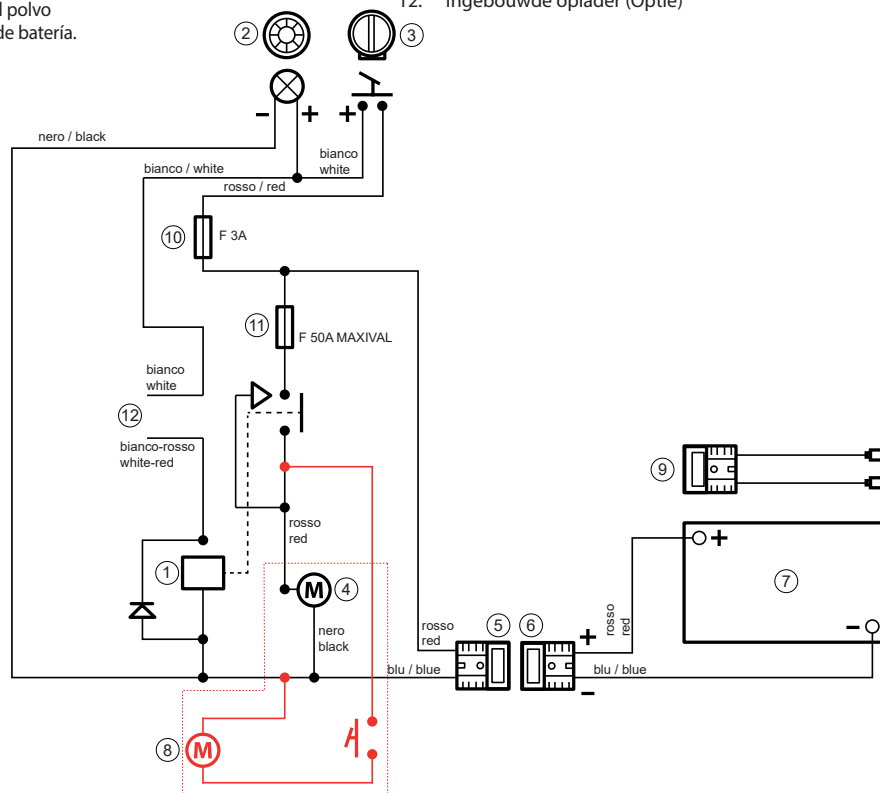 l polvo
de batería.
12. Ingebouwde oplader (Optie)
2
3
- +
+
nero / black
bianco / white
bianco
white
rosso / red
10
F 3A
11
F 50A MAXIVAL
bianco
white
12
bianco-rosso
white-red
9
rosso
red
1
M
4
7
+
-
rosso
red
nero
black
rosso
red
5
6
+
blu / blue
blu / blue
-
8
M